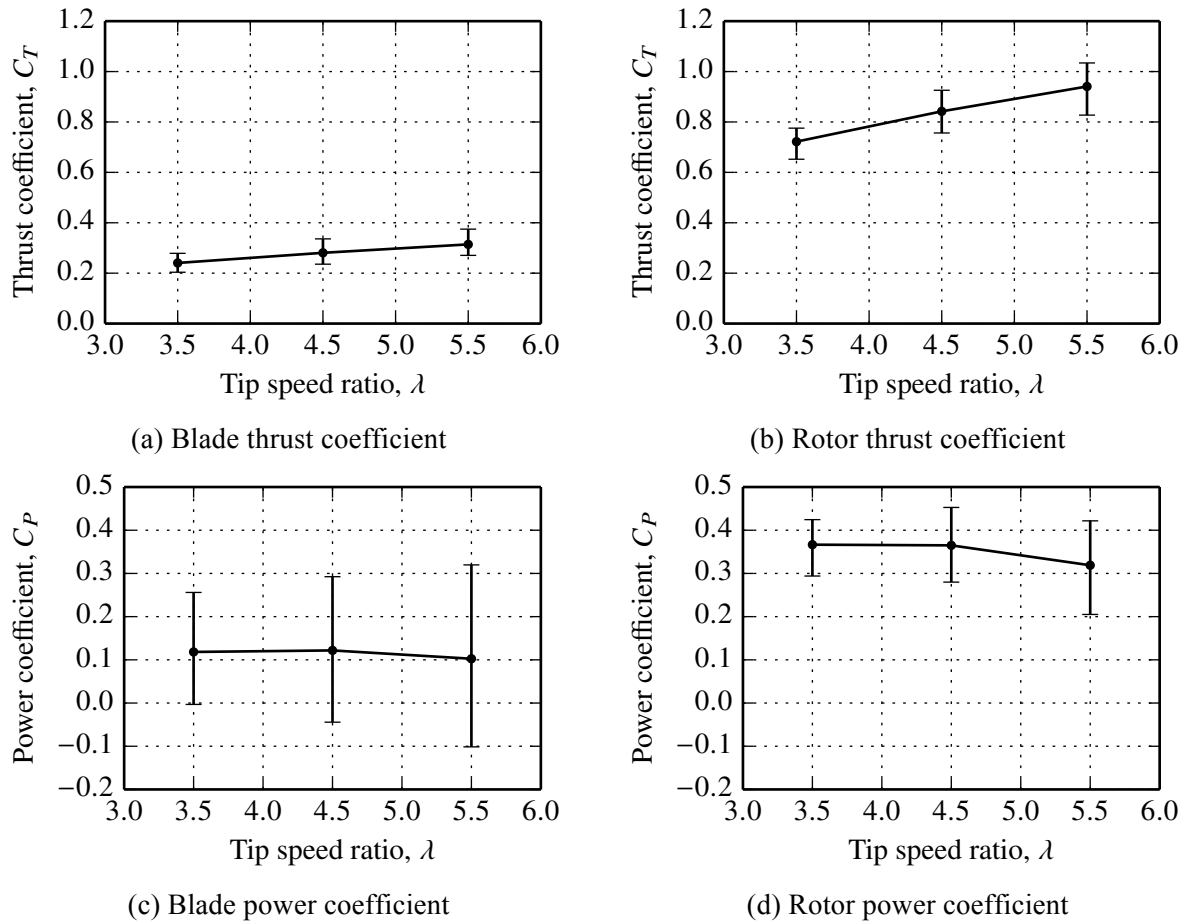 1.2
1.0
0.8
0.6
0.4
0.2
0.0
3.0 3.5 4.0 4.5 5.0 5.5 6.0
Thrust coefficient, C_T
Tip speed ratio, λ
(a) Blade thrust coefficient
1.2
1.0
0.8
0.6
0.4
0.2
0.0
3.0 3.5 4.0 4.5 5.0 5.5 6.0
Thrust coefficient, C_T
Tip speed ratio, λ
(b) Rotor thrust coefficient
0.5
0.4
0.3
0.2
0.1
0.0
−0.1
−0.2
3.0 3.5 4.0 4.5 5.0 5.5 6.0
Power coefficient, C_P
Tip speed ratio, λ
(c) Blade power coefficient
0.5
0.4
0.3
0.2
0.1
0.0
−0.1
−0.2
3.0 3.5 4.0 4.5 5.0 5.5 6.0
Power coefficient, C_P
Tip speed ratio, λ
(d) Rotor power coefficient